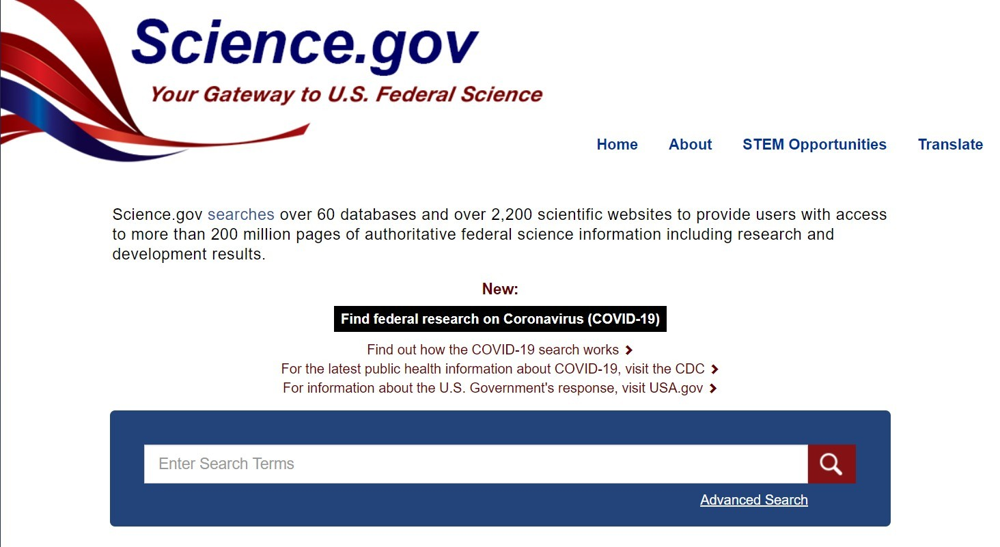 Science.gov
Your Gateway to U.S. Federal Science
Home About STEM Opportunities Translate
Science.gov searches over 60 databases and over 2,200 scientific websites to provide users with access
to more than 200 million pages of authoritative federal science information including research and
development results.
New:
Find federal research on Coronavirus (COVID-19)
Find out how the COVID-19 search works
For the latest public health information about COVID-19, visit the CDC
For information about the U.S. Government's response, visit USA.gov
Enter Search Terms
Advanced Search